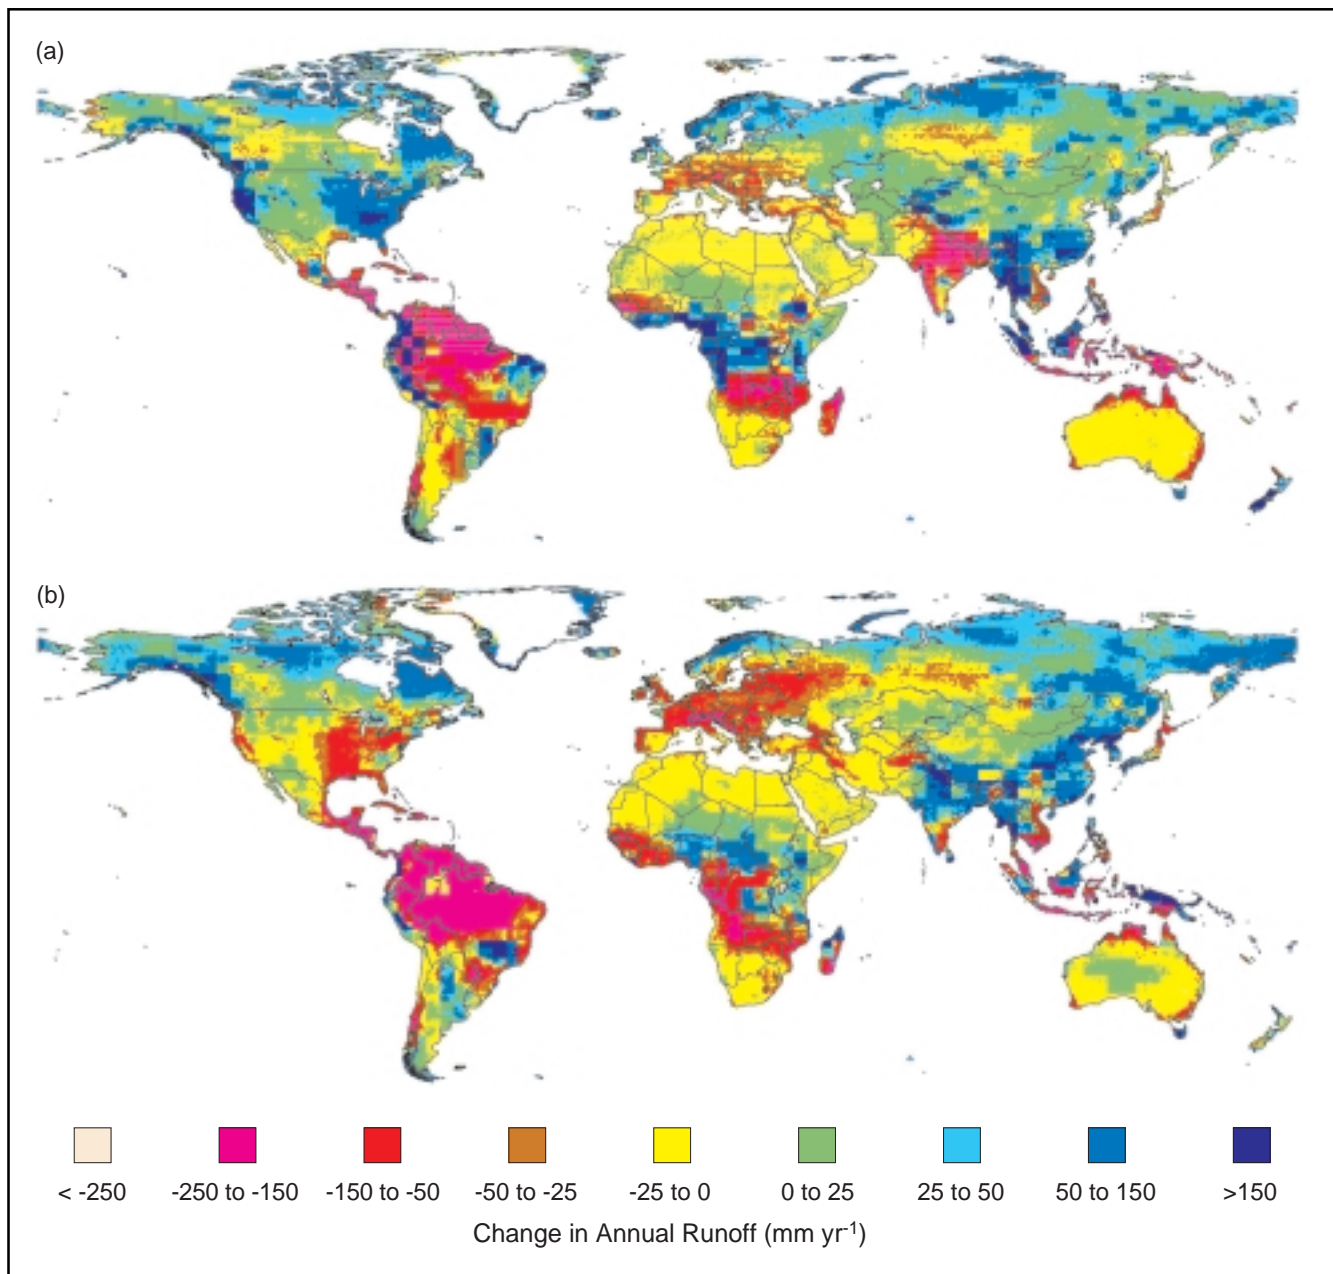 (a)
(b)
< -250 -250 to -150 -150 to -50 -50 to -25 -25 to 0 0 to 25 25 to 50 50 to 150 >150
Change in Annual Runoff (mm yr⁻¹)